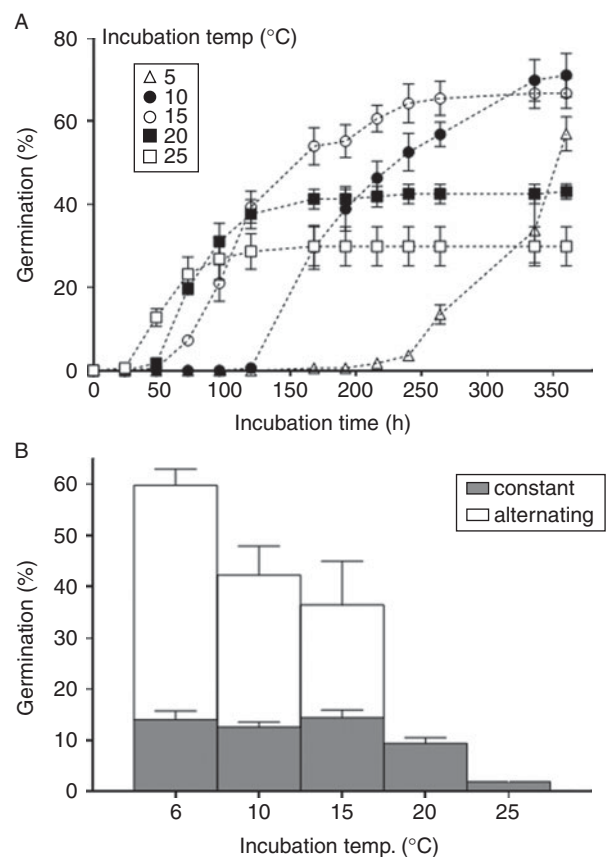 A
Incubation temp (°C)
5
10
15
20
25
80
60
40
20
0
Germination (%)
0 50 100 150 200 250 300 350
Incubation time (h)
B
constant
alternating
60
50
40
30
20
10
0
Germination (%)
6 10 15 20 25
Incubation temp. (°C)